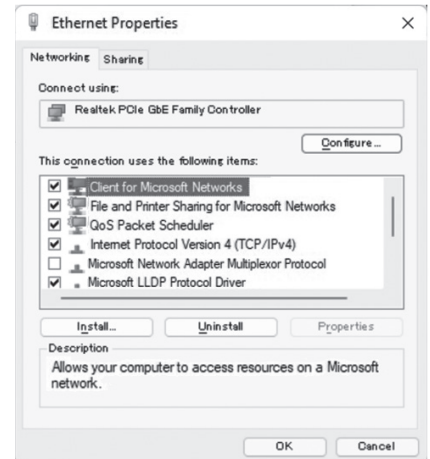 Ethernet Properties
Networking Sharing
Connect using:
Realtek PCIe GbE Family Controller
Configure...
This connection uses the following items:
Client for Microsoft Networks
File and Printer Sharing for Microsoft Networks
QoS Packet Scheduler
Internet Protocol Version 4 (TCP/IPv4)
Microsoft Network Adapter Multiplexor Protocol
Microsoft LLDP Protocol Driver
Install... Uninstall Properties
Description
Allows your computer to access resources on a Microsoft
network.
OK Cancel